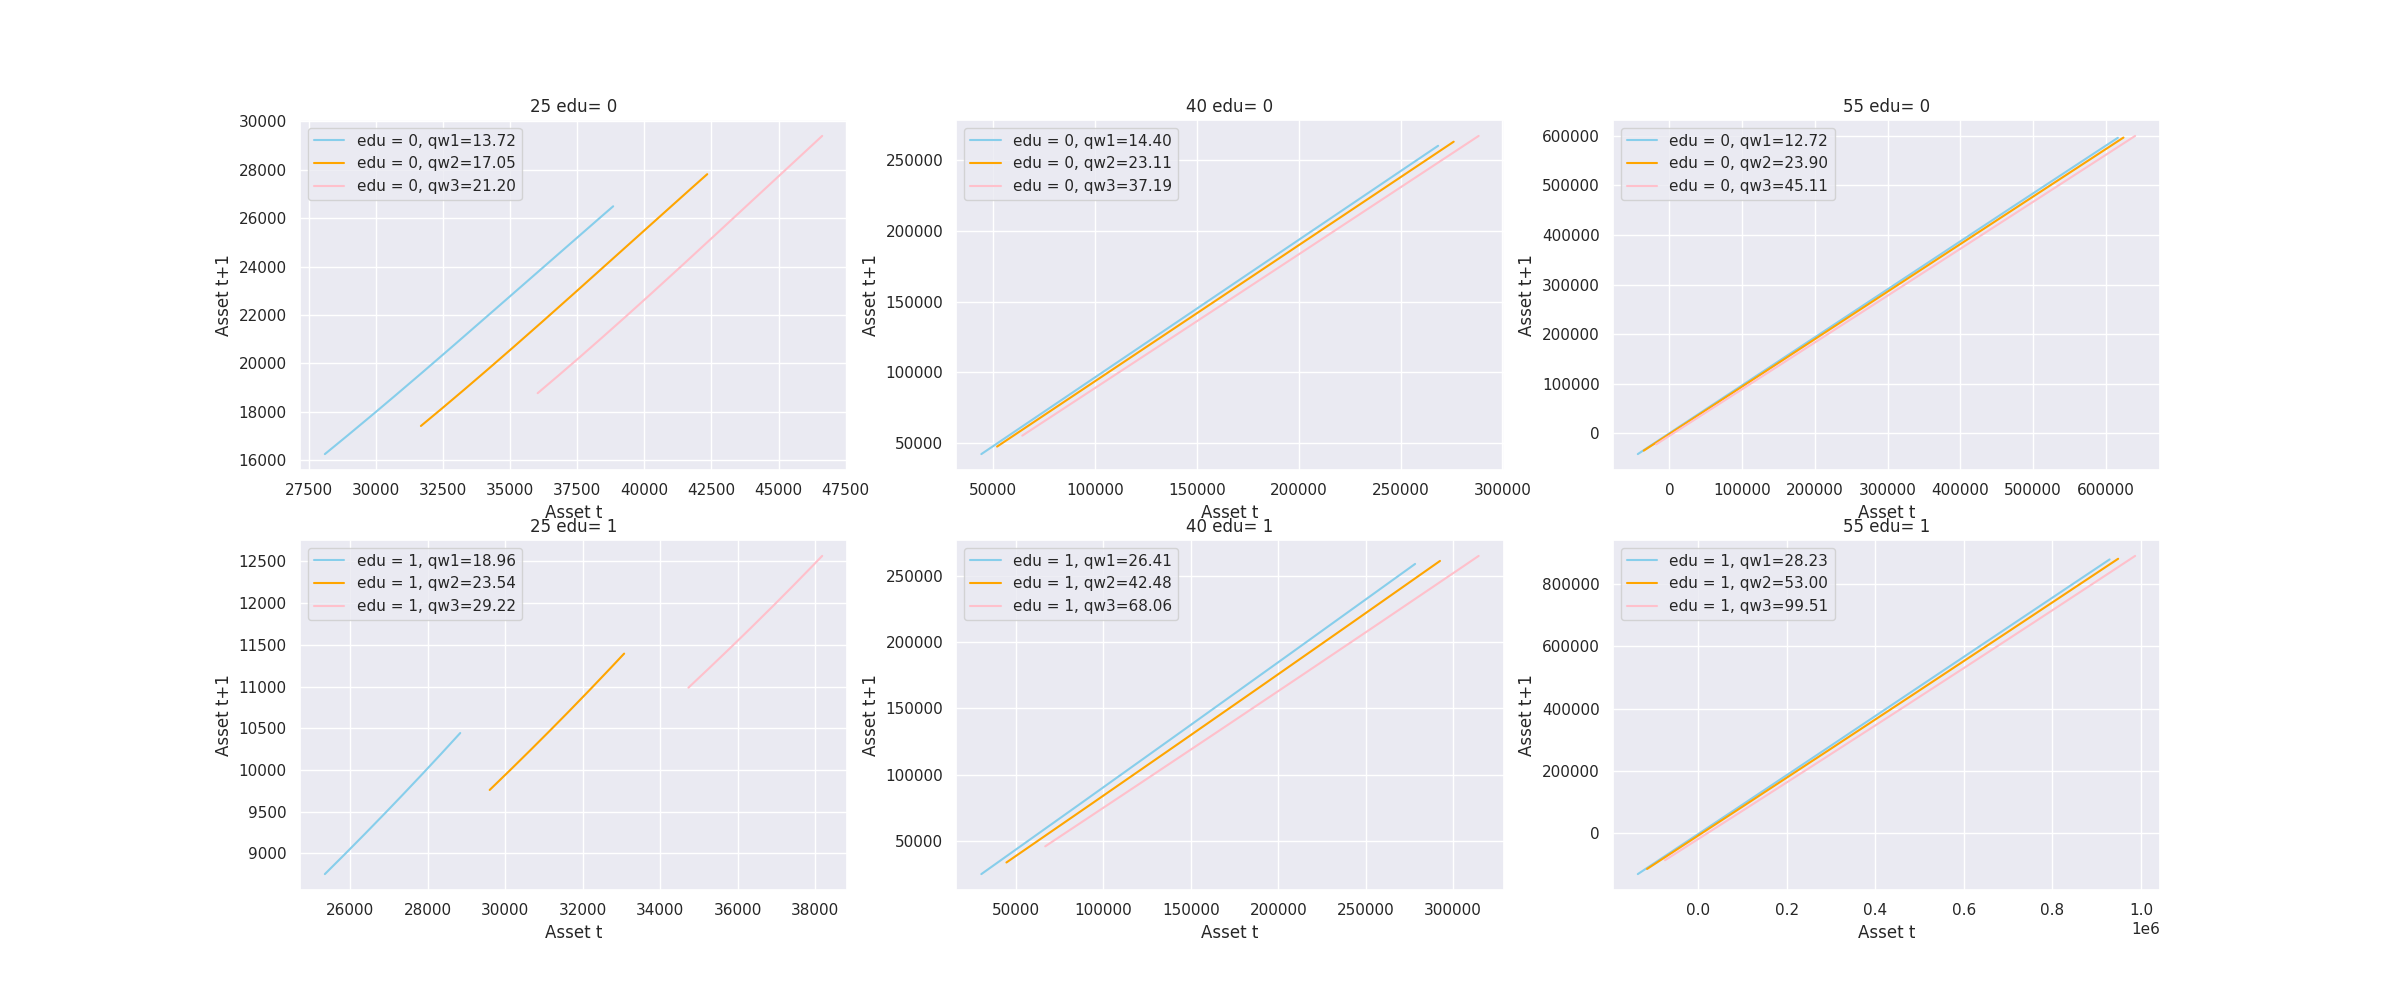 25 edu= 0
30000
28000
26000
24000
22000
20000
18000
16000
Asset t+1
edu = 0, qw1=13.72
edu = 0, qw2=17.05
edu = 0, qw3=21.20
27500 30000 32500 35000 37500 40000 42500 45000 47500
Asset t
40 edu= 0
250000
200000
150000
100000
50000
Asset t+1
edu = 0, qw1=14.40
edu = 0, qw2=23.11
edu = 0, qw3=37.19
50000 100000 150000 200000 250000 300000
Asset t
55 edu= 0
600000
500000
400000
300000
200000
100000
0
Asset t+1
edu = 0, qw1=12.72
edu = 0, qw2=23.90
edu = 0, qw3=45.11
0 100000 200000 300000 400000 500000 600000
Asset t
25 edu= 1
12500
12000
11500
11000
10500
10000
9500
9000
Asset t+1
edu = 1, qw1=18.96
edu = 1, qw2=23.54
edu = 1, qw3=29.22
26000 28000 30000 32000 34000 36000 38000
Asset t
40 edu= 1
250000
200000
150000
100000
50000
Asset t+1
edu = 1, qw1=26.41
edu = 1, qw2=42.48
edu = 1, qw3=68.06
50000 100000 150000 200000 250000 300000
Asset t
55 edu= 1
800000
600000
400000
200000
0
Asset t+1
edu = 1, qw1=28.23
edu = 1, qw2=53.00
edu = 1, qw3=99.51
0.0 0.2 0.4 0.6 0.8 1.0
1e6
Asset t